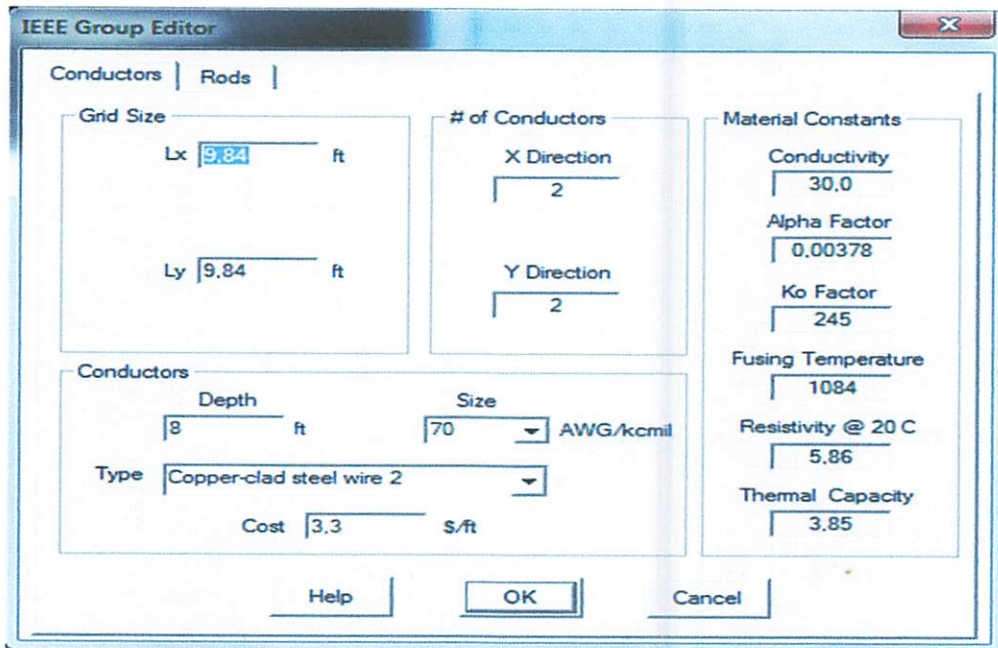 IEEE Group Editor
Conductors Rods
Grid Size
Lx 9.84 ft
Ly 9.84 ft
# of Conductors
X Direction
2
Y Direction
2
Material Constants
Conductivity
30.0
Alpha Factor
0.00378
Ko Factor
245
Fusing Temperature
1084
Resistivity @ 20 C
5.86
Thermal Capacity
3.85
Conductors
Depth
8 ft
Size
70 AWG/kcmil
Type Copper-clad steel wire 2
Cost 3.3 $/ft
Help OK Cancel